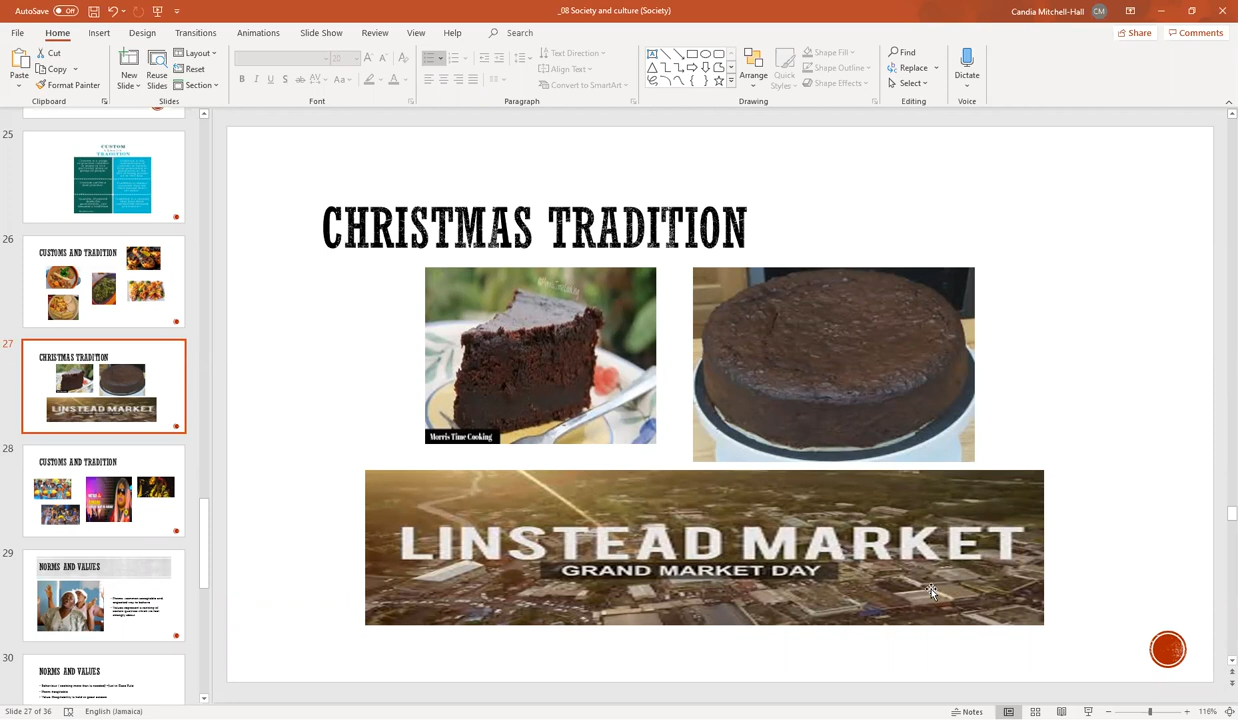 AutoSave Off
_08 Society and culture (Society)
Candia Mitchell-Hall
CM
File Home Insert Design Transitions Animations Slide Show Review View Help Search
Share Comments
Paste
Cut
Copy
Format Painter
Clipboard
New Slides
Reuse Slides
Layout
Reset
Section
Slides
20
Font
Text Direction
Align Text
Convert to SmartArt
Paragraph
Arrange
Quick Styles
Shape Fill
Shape Outline
Shape Effects
Drawing
Find
Replace
Select
Editing
Dictate
Voice
25
CUSTOM
TRADITION
26
CUSTOMS AND TRADITION
27
CHRISTMAS TRADITION
LINSTEAD MARKET
28
CUSTOMS AND TRADITION
29
NORMS AND VALUES
30
NORMS AND VALUES
CHRISTMAS TRADITION
Morris Time Cooking
LINSTEAD MARKET
GRAND MARKET DAY
Slide 27 of 36
English (Jamaica)
Notes
116%